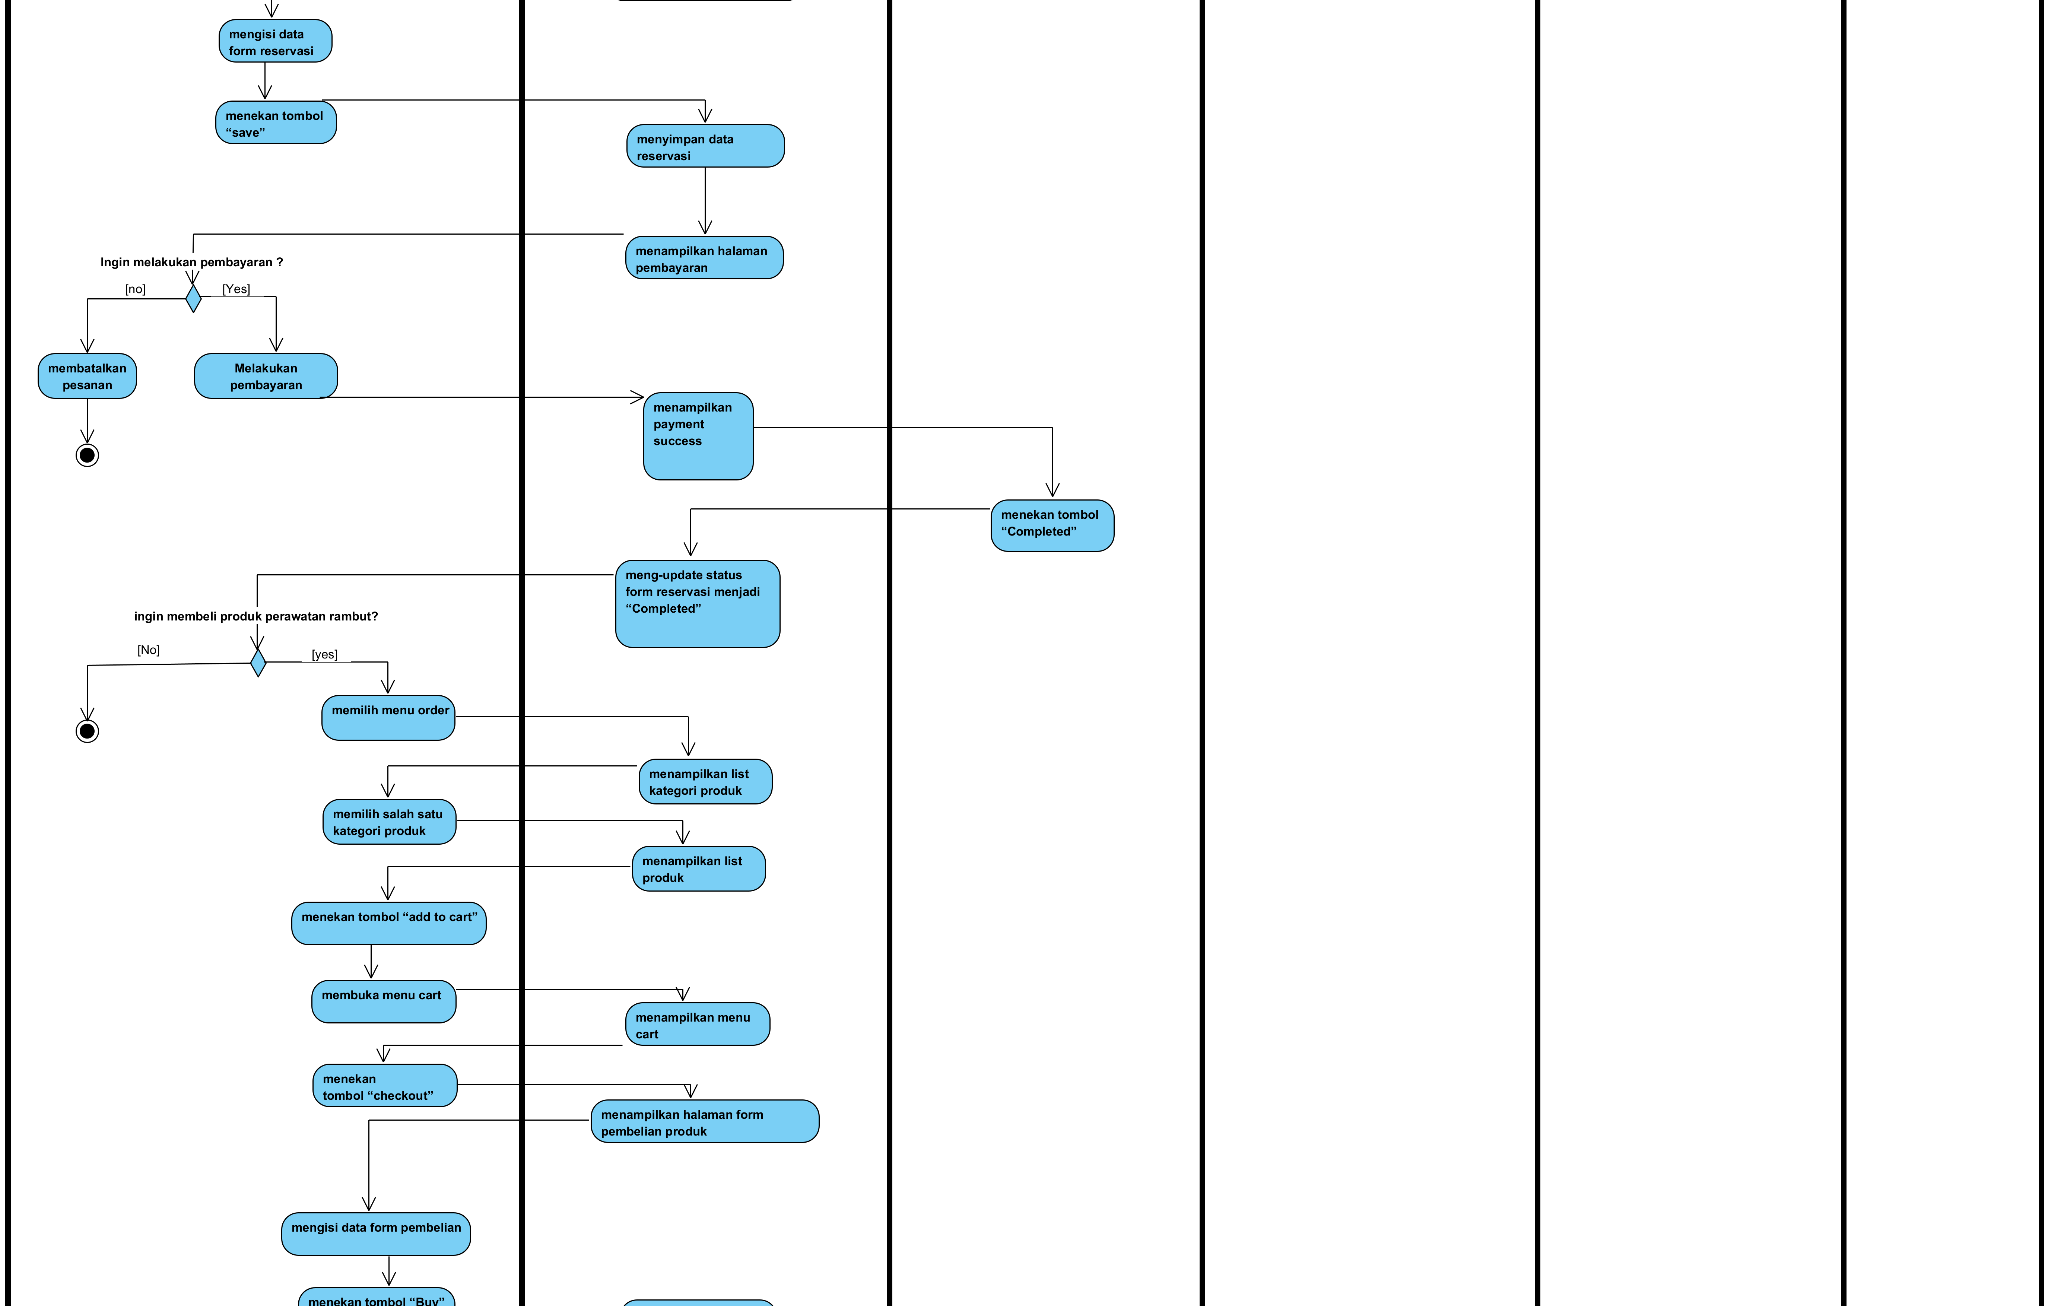 mengisi data
form reservasi
menekan tombol
“save”
menyimpan data
reservasi
menampilkan halaman
pembayaran
Ingin melakukan pembayaran ?
[no]
[Yes]
membatalkan
pesanan
Melakukan
pembayaran
menampilkan
payment
success
menekan tombol
“Completed”
meng-update status
form reservasi menjadi
“Completed”
ingin membeli produk perawatan rambut?
[No]
[yes]
memilih menu order
menampilkan list
kategori produk
memilih salah satu
kategori produk
menampilkan list
produk
menekan tombol “add to cart”
membuka menu cart
menampilkan menu
cart
menekan
tombol “checkout”
menampilkan halaman form
pembelian produk
mengisi data form pembelian
menekan tombol “Buy”